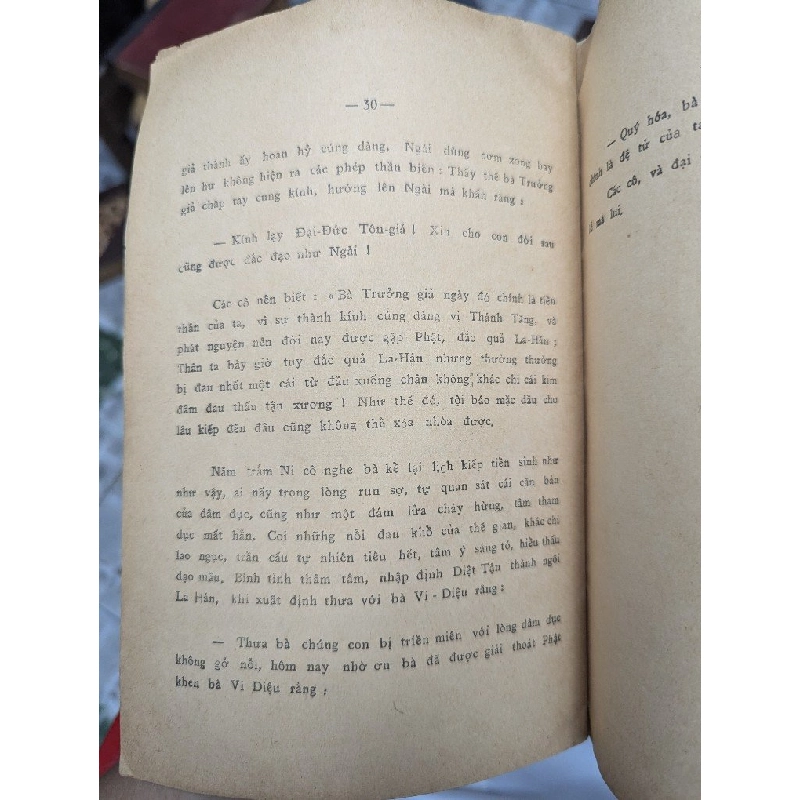 — 30 —
giả thành ấy hoan hỷ cúng dàng, Ngài dùng cơm xong bay
lên hư không hiện ra các phép thần biến : Thấy thế bà Trưởng
giả chắp tay cung kính, hướng lên Ngài mà khấn rằng :
— Kính lạy Đại-Đức Tôn-giả ! Xin cho con đời sau
cũng được đắc đạo như Ngài !
Các cô nên biết : « Bà Trưởng giả ngày đó chính là tiền
thân của ta, vì sự thành kính cúng dàng vị Thánh Tăng, và
phát nguyện nên đời nay được gặp Phật, đắc quả La-Hán ;
Thân ta bây giờ tuy đắc quả La-Hán nhưng thường thường
bị đau nhót một cái từ đầu xuống chân không khác chi cái kim
đâm đau thấu tận xương ! Như thế đó, tội báo mặc dầu cho
lâu kiếp đến đâu cũng không thể xóa nhòa được,
Năm trăm Ni cô nghe bà kể lại lịch kiếp tiền sinh như
như vậy, ai nấy trong lòng run sợ, tự quan sát cái căn bản
của dâm dục, cũng như một đám lửa cháy hừng, tâm tham
dục mất hẳn. Coi những nỗi đau khổ của thế gian, khác chi
lao ngục, trần cấu tự nhiên tiêu hết, tâm ý sáng tỏ, hiểu thấu
đạo mầu, Bình tĩnh thâm tâm, nhập định Diệt Tận thành ngôi
La Hán, khi xuất định thưa với bà Vi - Diệu rằng :
— Thưa bà chúng con bị triền miên với lòng dâm dục
không gở nổi, hôm nay nhờ ơn bà đã được giải thoát Phật
khen bà Vi Diệu rằng :
— Quý hóa, bà
là đệ tử của ta
Các cô, và đại